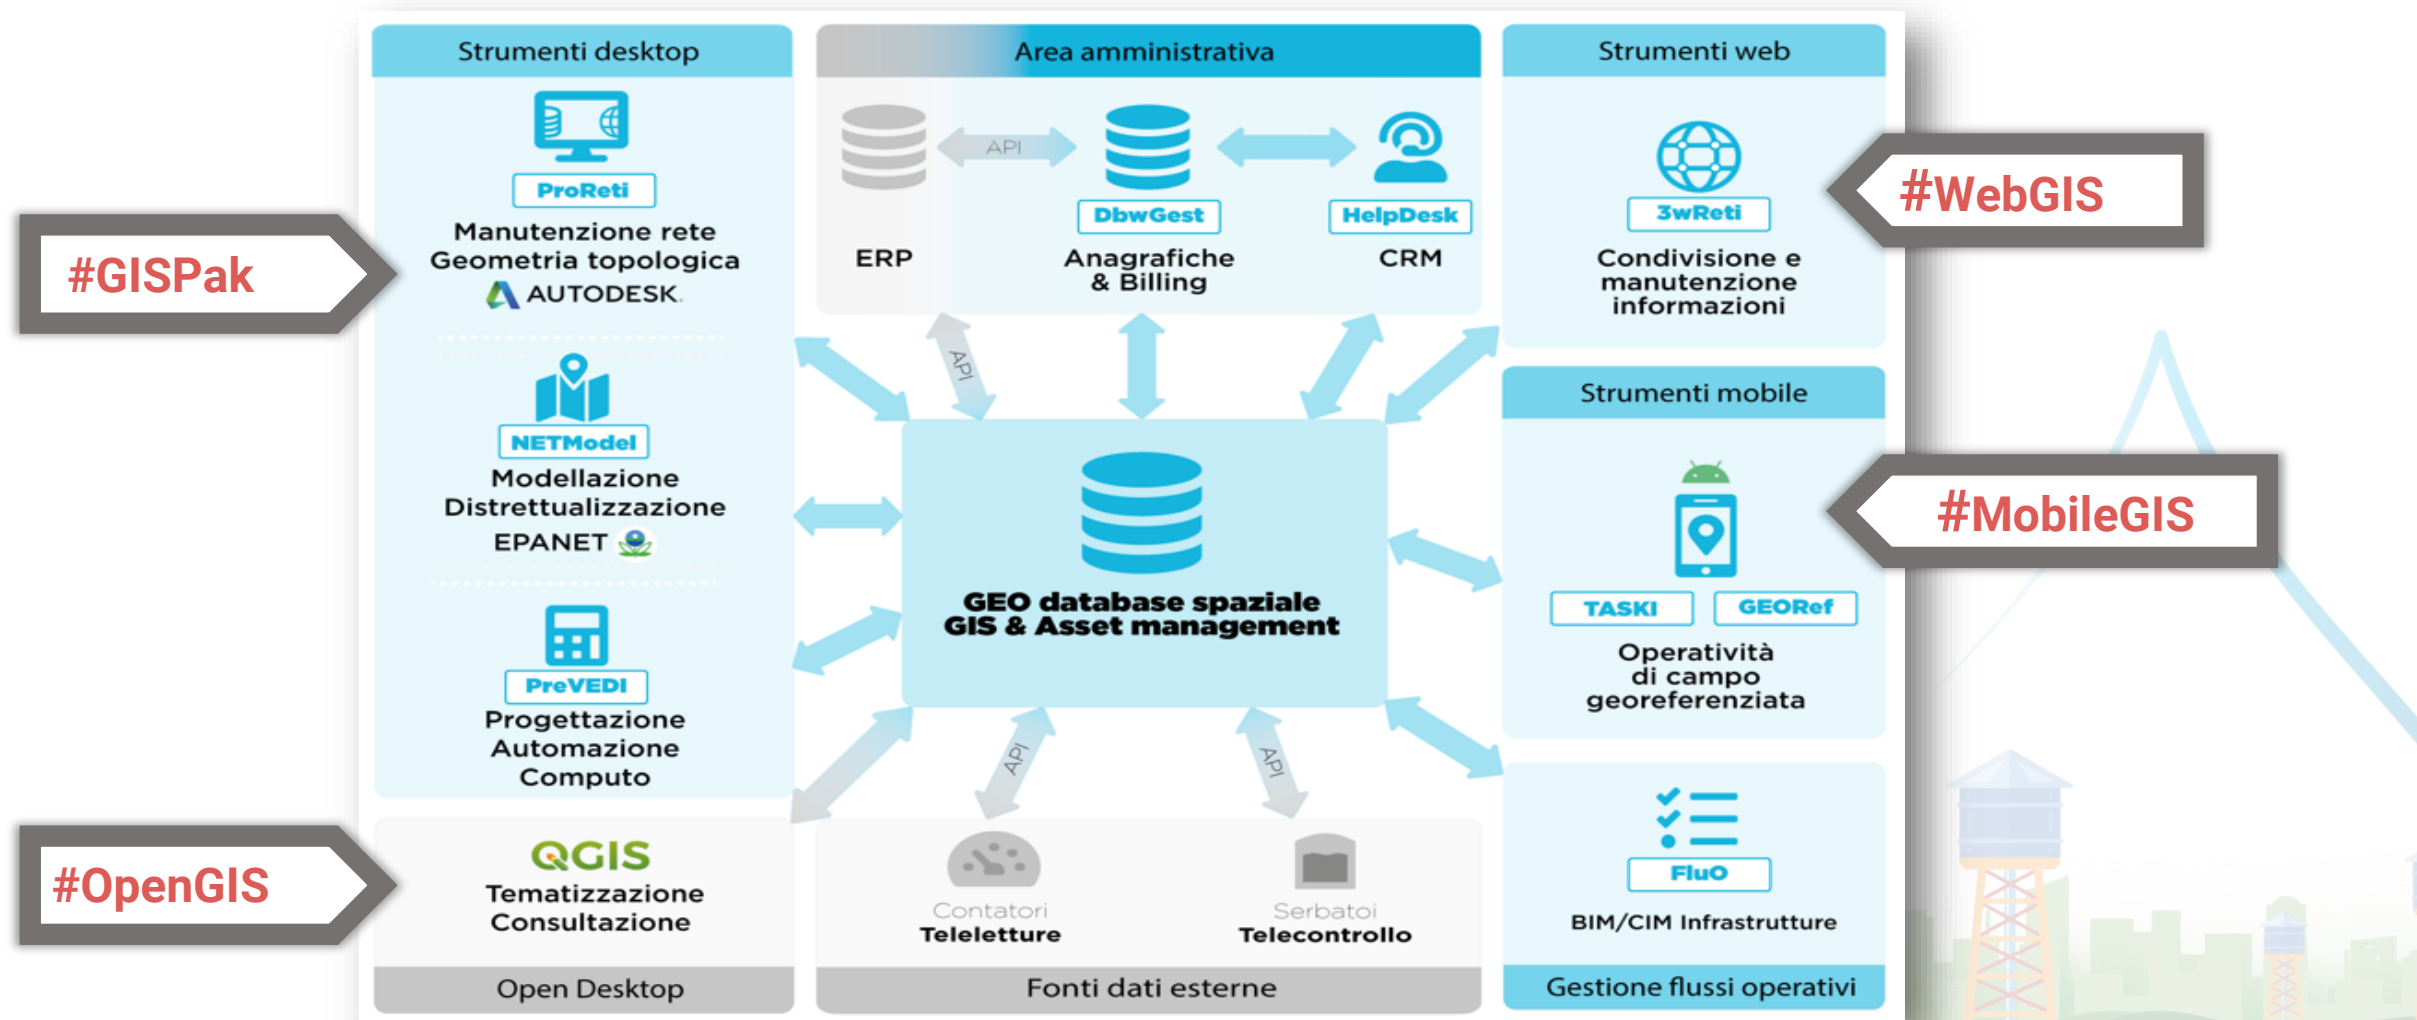 Strumenti desktop
ProReti
Manutenzione rete
Geometria topologica
AUTODESK.
NETModel
Modellazione
Distrettualizzazione
EPANET
PreVEDI
Progettazione
Automazione
Computo
QGIS
Tematizzazione
Consultazione
Open Desktop
#GISPak
#OpenGIS
Area amministrativa
API
ERP
DbwGest
Anagrafiche
& Billing
HelpDesk
CRM
API
GEO database spaziale
GIS & Asset management
API
API
Contatori
Teleletture
Serbatoi
Telecontrollo
Fonti dati esterne
Strumenti web
3wReti
Condivisione e
manutenzione
informazioni
#WebGIS
Strumenti mobile
TASKI
GEORef
Operatività
di campo
georeferenziata
#MobileGIS
FluO
BIM/CIM Infrastrutture
Gestione flussi operativi